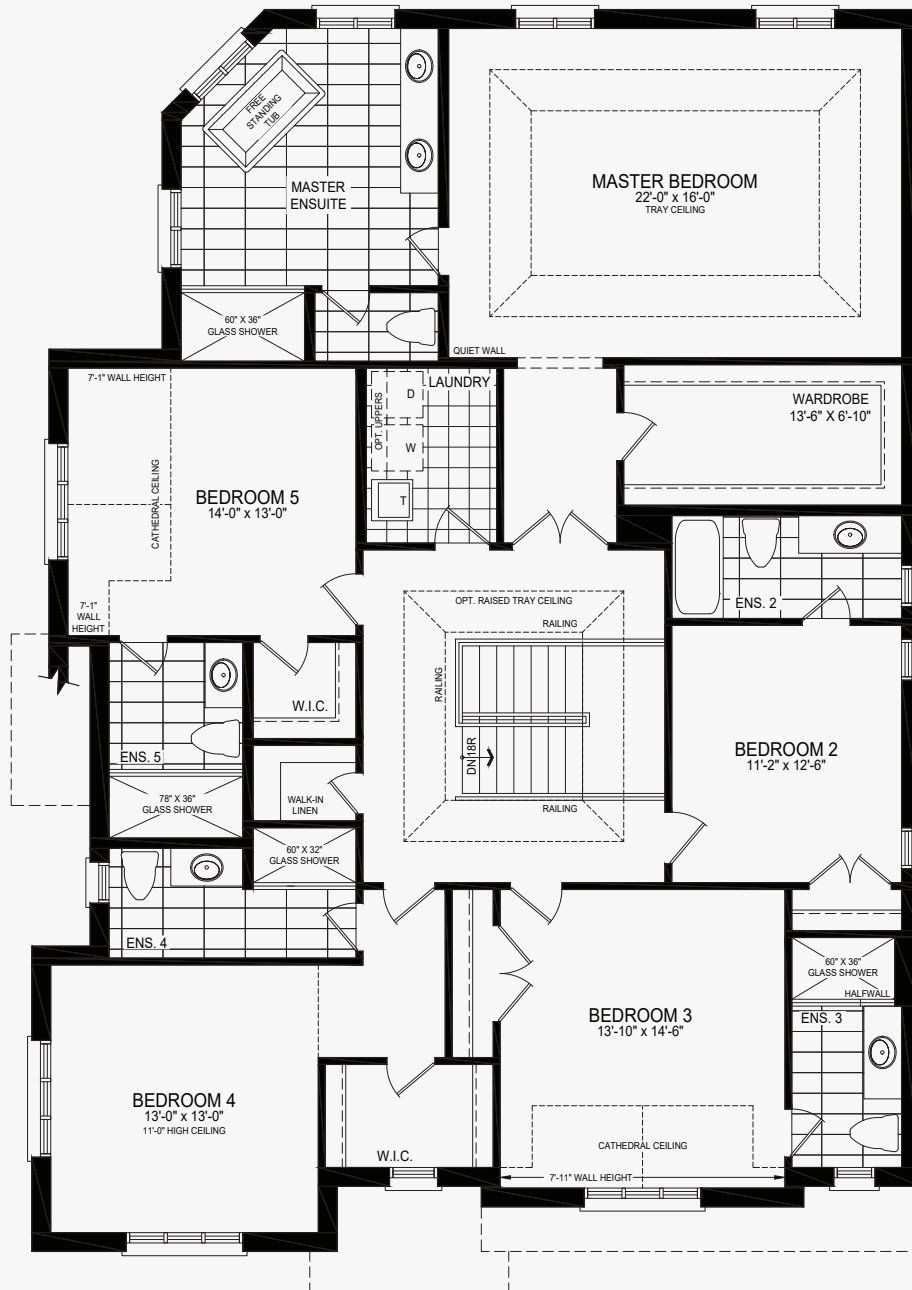 FREE
STANDING
TUB
MASTER
ENSUITE
MASTER BEDROOM
22'-0" x 16'-0"
TRAY CEILING
60" X 36"
GLASS SHOWER
QUIET WALL
7'-1" WALL HEIGHT
CATHEDRAL CEILING
BEDROOM 5
14'-0" x 13'-0"
7'-1"
WALL
HEIGHT
LAUNDRY
OPT. UPPERS
D
W
T
WARDROBE
13'-6" X 6'-10"
ENS. 2
OPT. RAISED TRAY CEILING
RAILING
RAILING
DN 18R
RAILING
W.I.C.
ENS. 5
78" X 36"
GLASS SHOWER
WALK-IN
LINEN
BEDROOM 2
11'-2" x 12'-6"
60" X 32"
GLASS SHOWER
ENS. 4
60" X 36"
GLASS SHOWER
HALFWALL
ENS. 3
BEDROOM 3
13'-10" x 14'-6"
BEDROOM 4
13'-0" x 13'-0"
11'-0" HIGH CEILING
W.I.C.
CATHEDRAL CEILING
7'-11" WALL HEIGHT